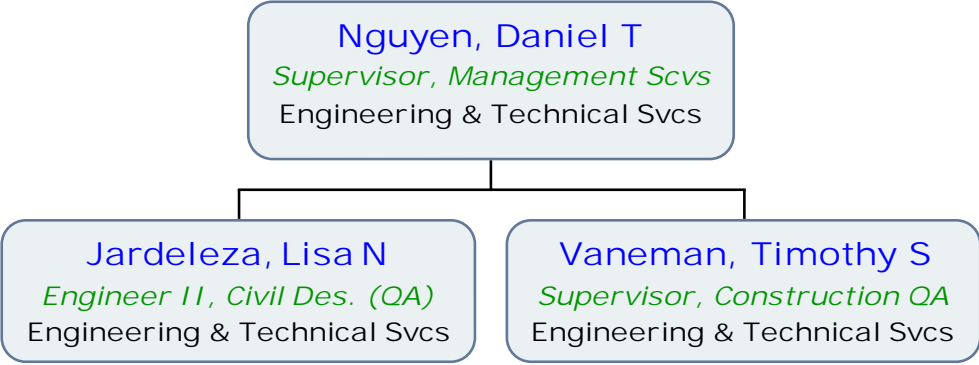 Nguyen, Daniel T
Supervisor, Management Scvs
Engineering & Technical Svcs
Jardeleza, Lisa N
Engineer II, Civil Des. (QA)
Engineering & Technical Svcs
Vaneman, Timothy S
Supervisor, Construction QA
Engineering & Technical Svcs